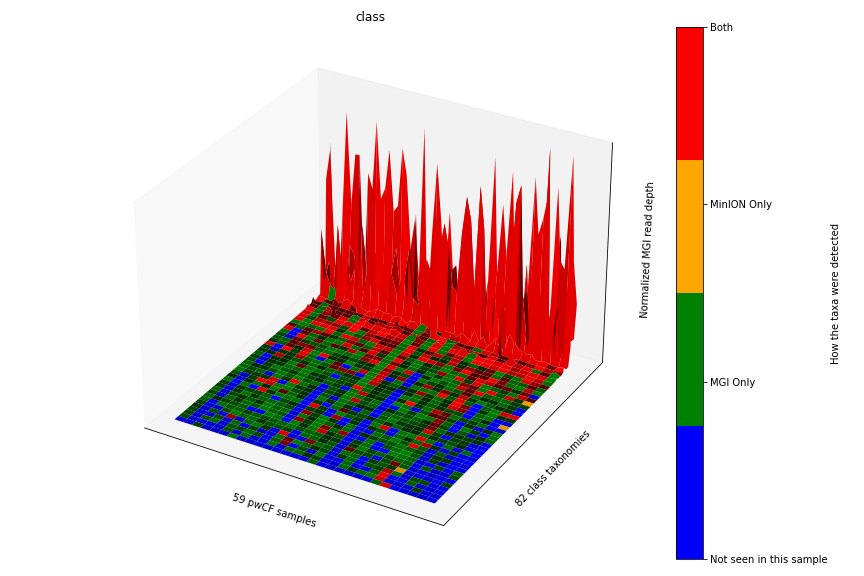 class
Both
MinION Only
MGI Only
Not seen in this sample
How the taxa were detected
Normalized MGI read depth
82 class taxonomies
59 pwCF samples